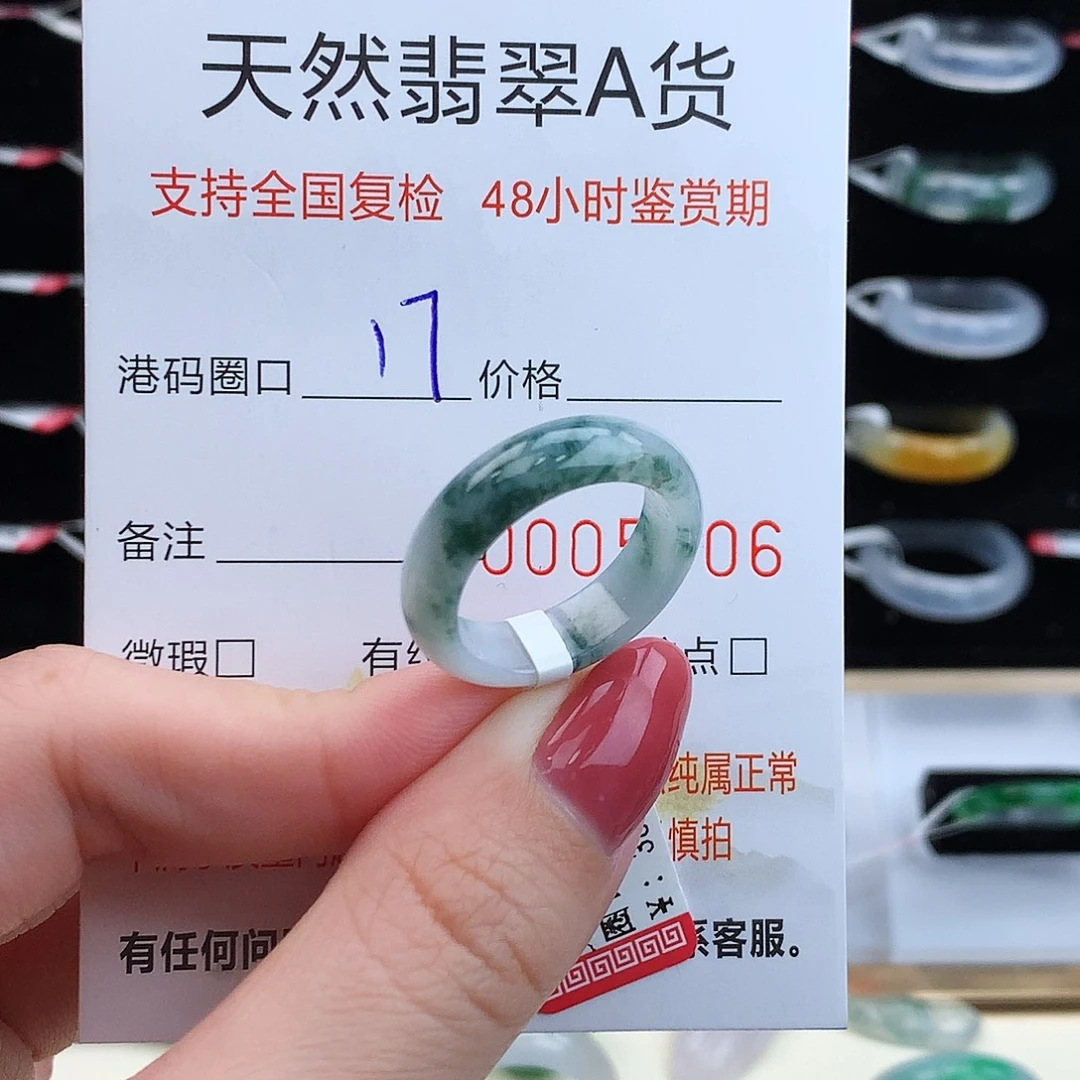 天然翡翠A货
支持全国复检 48小时鉴赏期
港码圈口 17 价格
备注 0005 06
微瑕□ 有 点□
纯属正常
慎拍
有任何问 系客服。